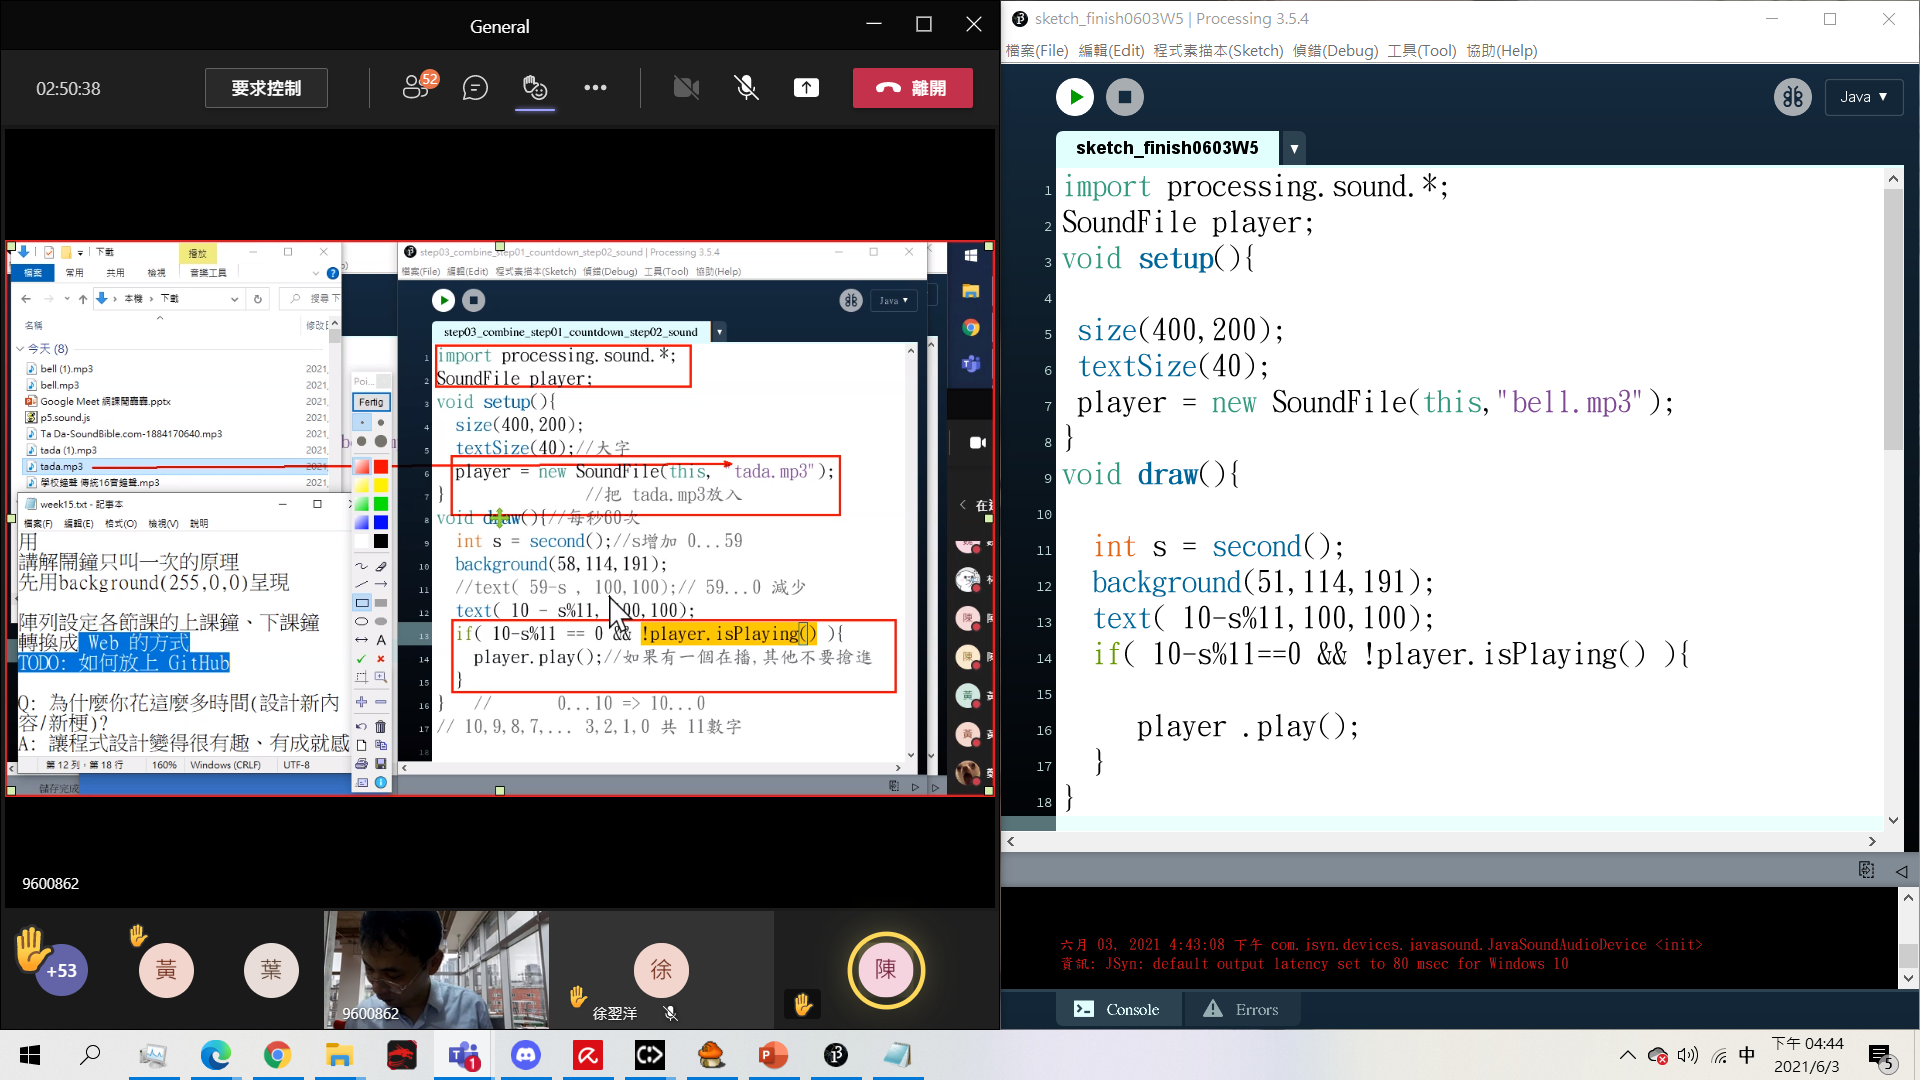 General
02:50:38
要求控制
52
離開
下載
播放
檔案
常用
共用
檢視
音樂工具
本機 › 下載
搜尋 下
名稱
修改日
今天 (8)
bell (1).mp3
2021,
bell.mp3
2021,
Google Meet 網課鬧轟轟.pptx
2021,
p5.sound.js
2021,
Ta Da-SoundBible.com-1884170640.mp3
2021,
tada (1).mp3
2021,
tada.mp3
2021,
學校鐘聲 傳統16響鐘聲.mp3
2021,
week15.txt - 記事本
檔案(F) 編輯(E) 格式(O) 檢視(V) 說明
用
講解鬧鐘只叫一次的原理
先用background(255,0,0)呈現
陣列設定各節課的上課鐘、下課鐘
轉換成 Web 的方式
TODO: 如何放上 GitHub
Q: 為什麼你花這麼多時間(設計新內
容/新梗)?
A: 讓程式設計變得很有趣、有成就感
第 12 列，第 18 行
160%
Windows (CRLF)
UTF-8
儲存完成
Poi...
Fertig
step03_combine_step01_countdown_step02_sound | Processing 3.5.4
檔案(File) 編輯(Edit) 程式素描本(Sketch) 偵錯(Debug) 工具(Tool) 協助(Help)
Java ▼
step03_combine_step01_countdown_step02_sound
1 import processing.sound.*;
2 SoundFile player;
3 void setup(){
4 size(400,200);
5 textSize(40);//大字
6 player = new SoundFile(this, "tada.mp3");
7 } //把 tada.mp3放入
8 void draw(){//每秒60次
9 int s = second();//s增加 0...59
10 background(58,114,191);
11 //text( 59-s , 100,100);// 59...0 減少
12 text( 10 - s%11, 100,100);
13 if( 10-s%11 == 0 && !player.isPlaying() ){
14 player.play();//如果有一個在播,其他不要搶進
15 }
16 } // 0...10 => 10...0
17 // 10,9,8,7,... 3,2,1,0 共 11數字
18
9600862
+53
黃
葉
9600862
徐
徐翌洋
陳
sketch_finish0603W5 | Processing 3.5.4
檔案(File) 編輯(Edit) 程式素描本(Sketch) 偵錯(Debug) 工具(Tool) 協助(Help)
Java ▼
sketch_finish0603W5
1 import processing.sound.*;
2 SoundFile player;
3 void setup(){
4
5 size(400,200);
6 textSize(40);
7 player = new SoundFile(this,"bell.mp3");
8 }
9 void draw(){
10
11 int s = second();
12 background(51,114,191);
13 text( 10-s%11,100,100);
14 if( 10-s%11==0 && !player.isPlaying() ){
15
16 player .play();
17 }
18 }
六月 03, 2021 4:43:08 下午 com.jsyn.devices.javasound.JavaSoundAudioDevice <init>
資訊: JSyn: default output latency set to 80 msec for Windows 10
Console
Errors
中
下午 04:44
2021/6/3
5